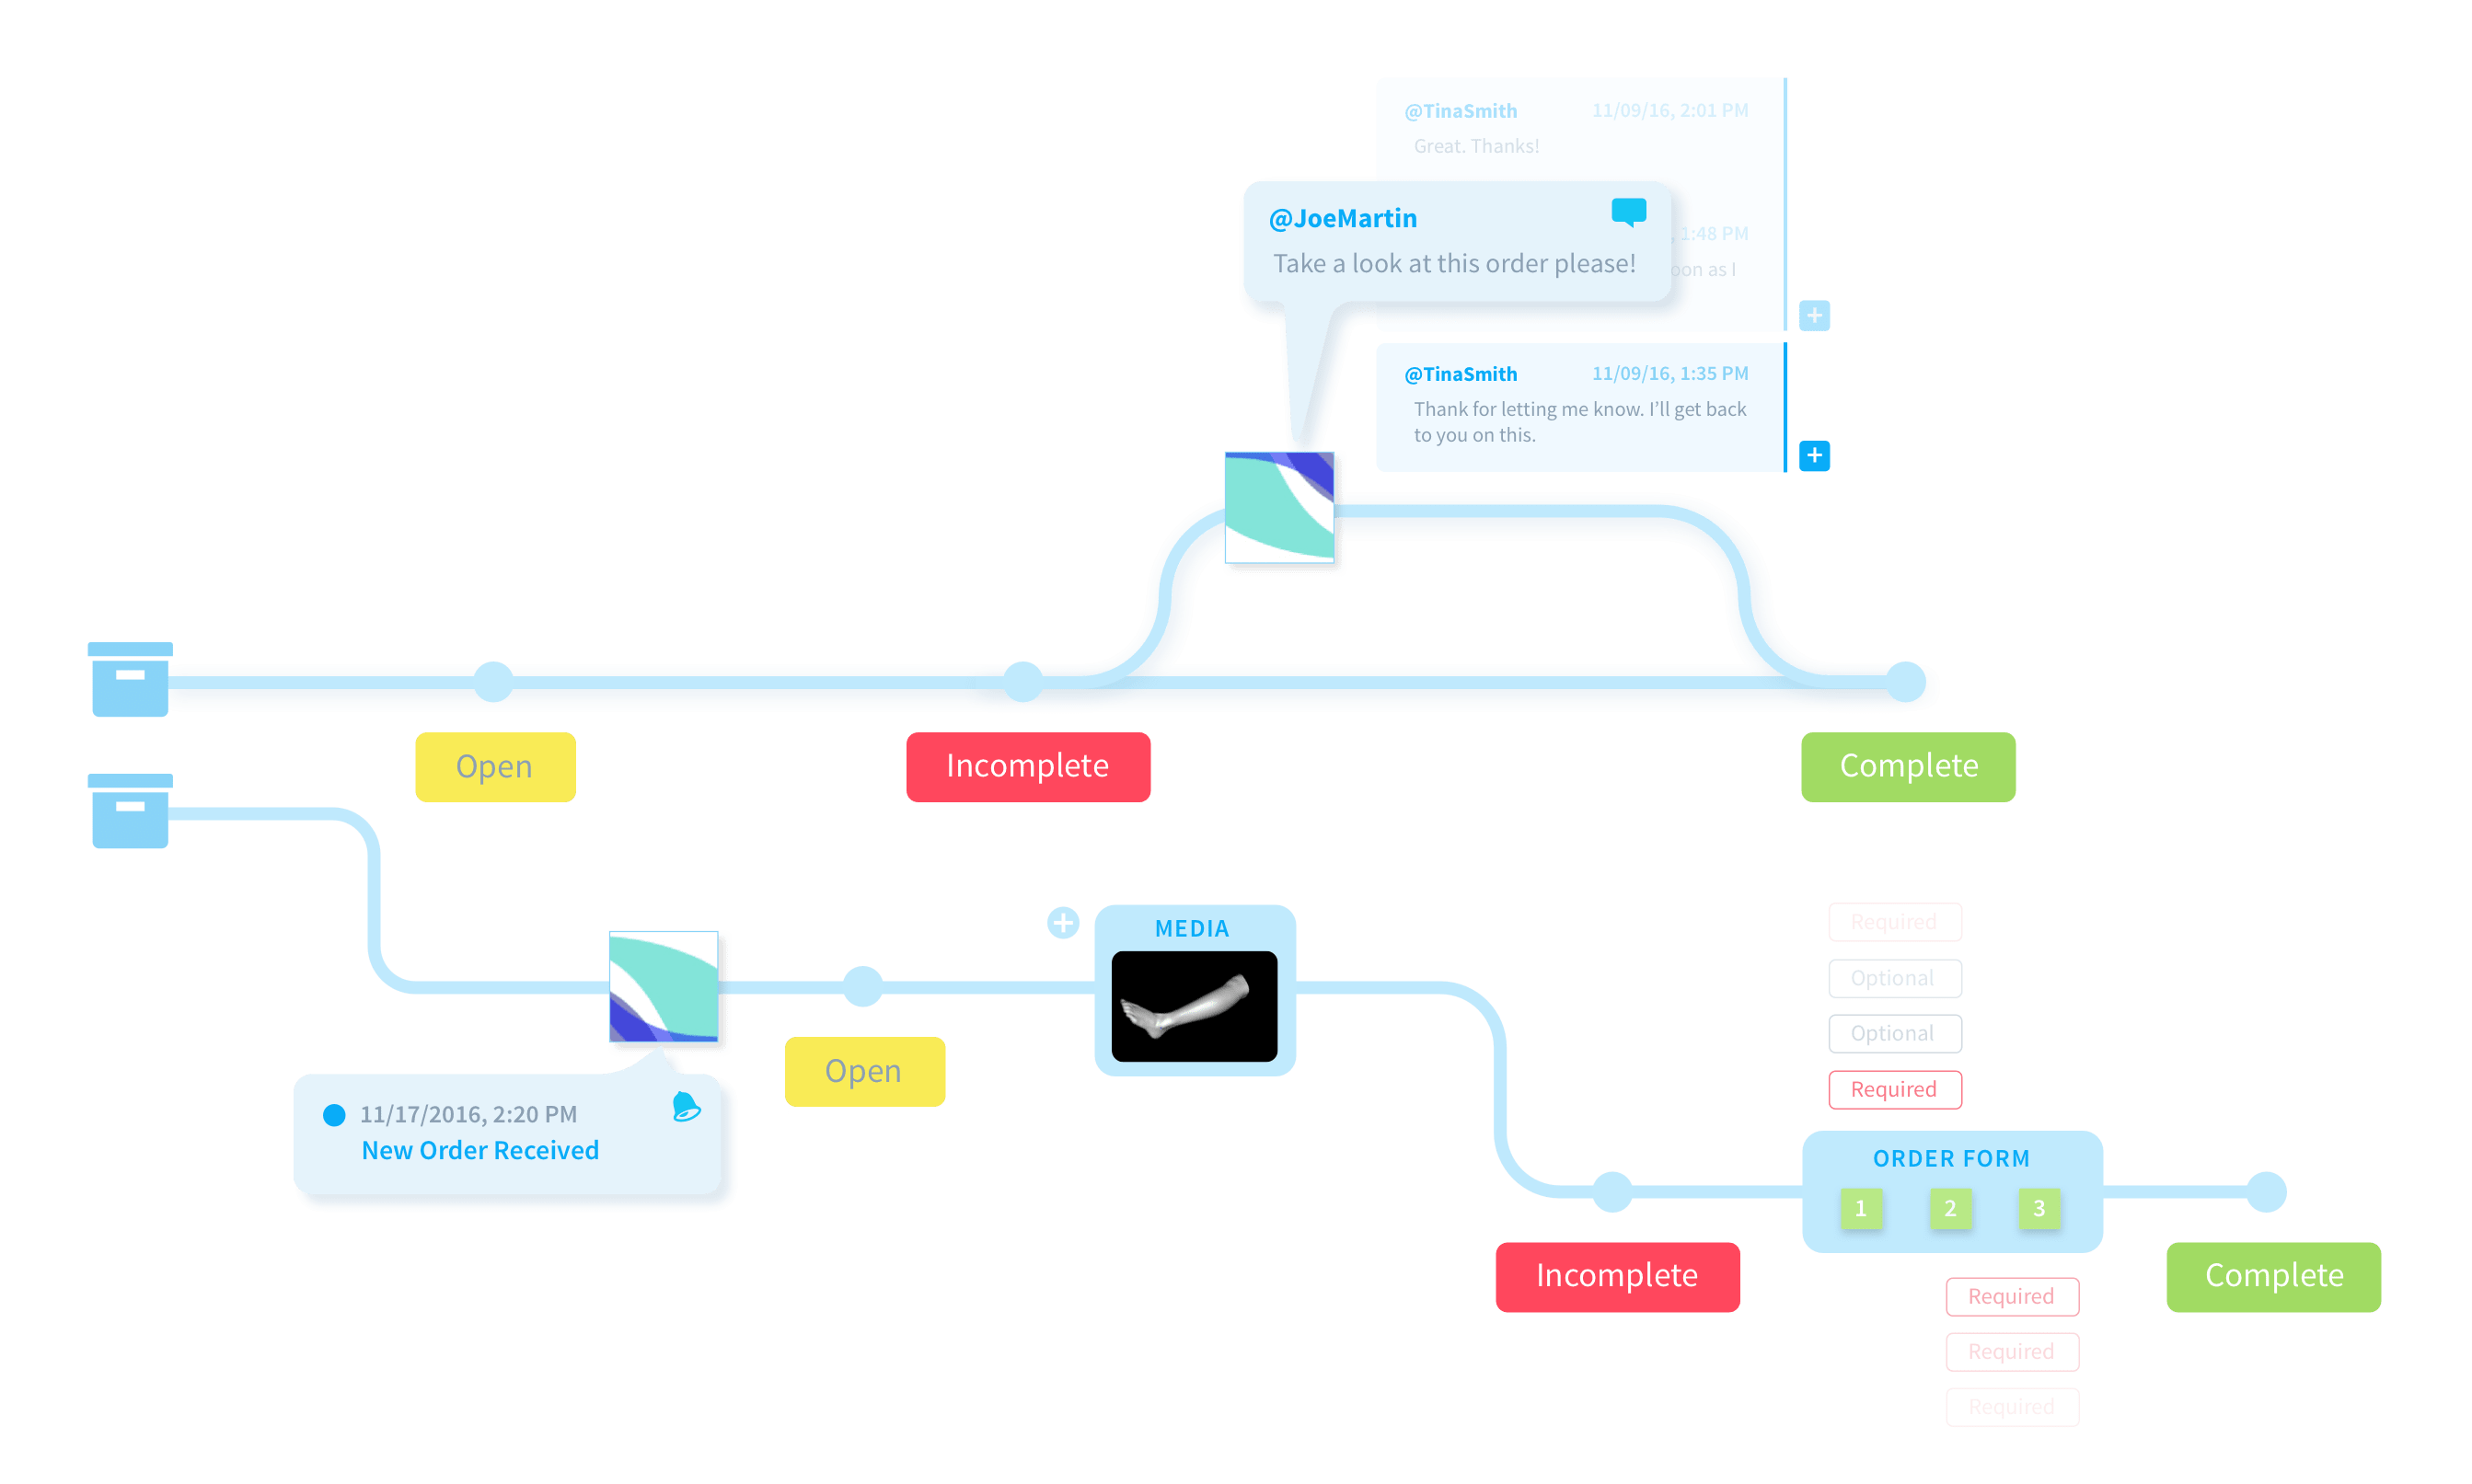 @TinaSmith 11/09/16, 2:01 PM
Great. Thanks!
@JoeMartin
Take a look at this order please!
, 1:48 PM
oon as I
@TinaSmith 11/09/16, 1:35 PM
Thank for letting me know. I’ll get back
to you on this.
Open
Incomplete
Complete
MEDIA
Open
11/17/2016, 2:20 PM
New Order Received
Required
Optional
Optional
Required
ORDER FORM
1 2 3
Incomplete
Complete
Required
Required
Required